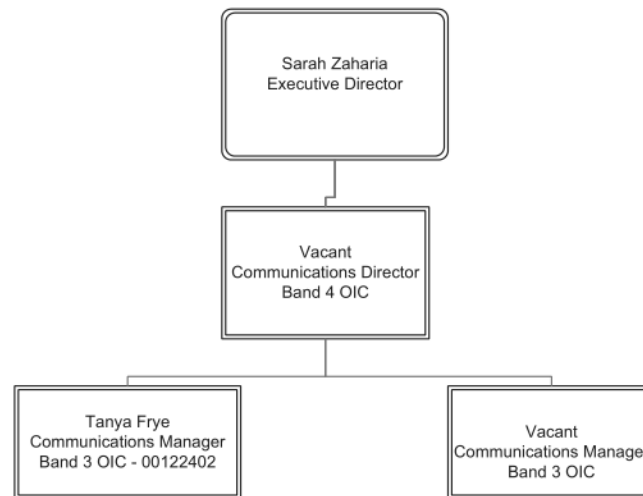 Sarah Zaharia
Executive Director
Vacant
Communications Director
Band 4 OIC
Tanya Frye
Communications Manager
Band 3 OIC - 00122402
Vacant
Communications Manage
Band 3 OIC